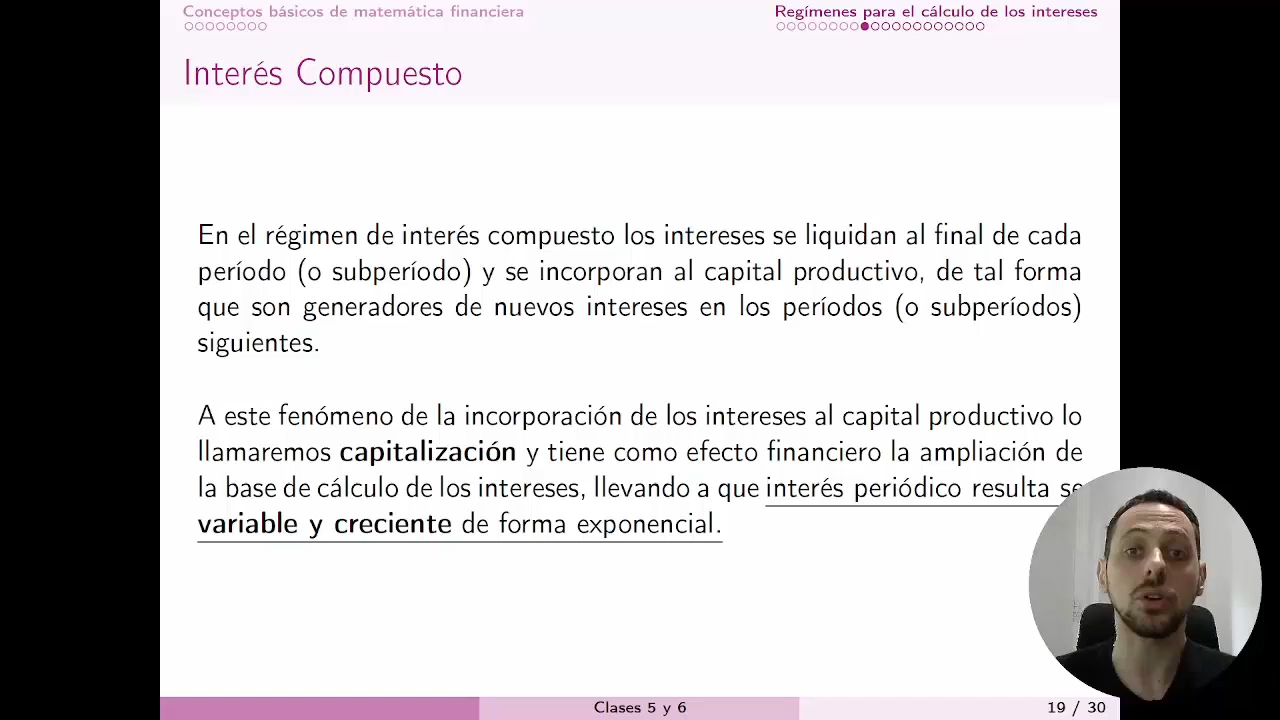 Conceptos básicos de matemática financiera
Regímenes para el cálculo de los intereses
Interés Compuesto
En el régimen de interés compuesto los intereses se liquidan al final de cada
período (o subperíodo) y se incorporan al capital productivo, de tal forma
que son generadores de nuevos intereses en los períodos (o subperíodos)
siguientes.
A este fenómeno de la incorporación de los intereses al capital productivo lo
llamaremos capitalización y tiene como efecto financiero la ampliación de
la base de cálculo de los intereses, llevando a que interés periódico resulta se
variable y creciente de forma exponencial.
Clases 5 y 6
19 / 30